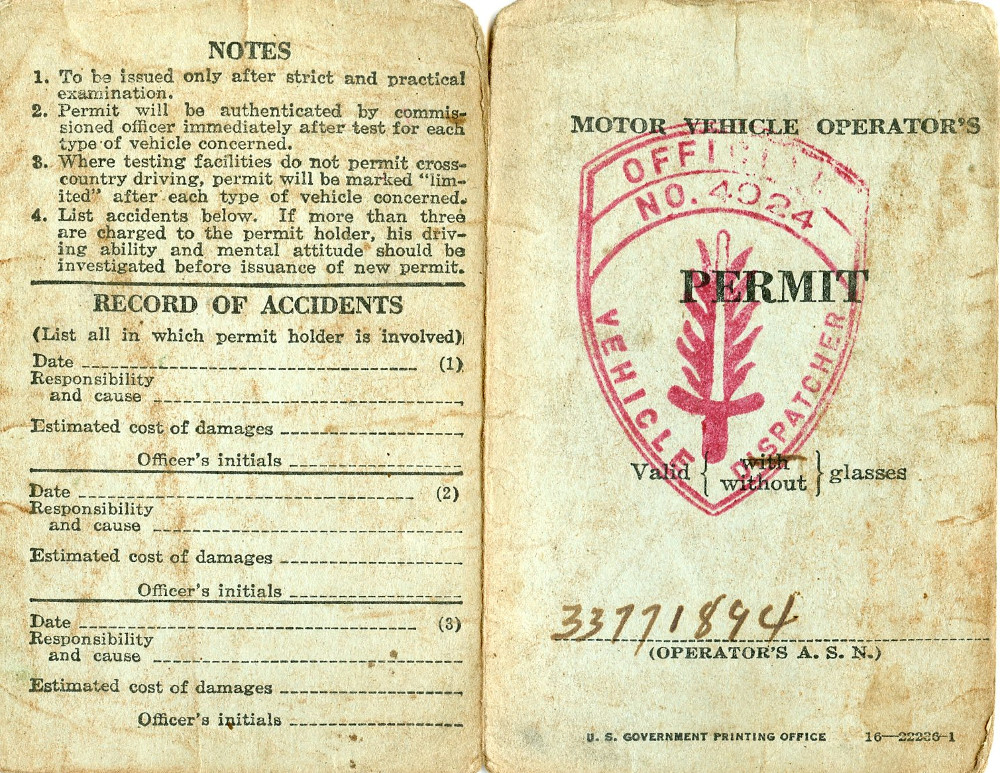 NOTES
1. To be issued only after strict and practical
examination.
2. Permit will be authenticated by commis-
sioned officer immediately after test for each
type of vehicle concerned.
3. Where testing facilities do not permit cross-
country driving, permit will be marked “lim-
ited” after each type of vehicle concerned.
4. List accidents below. If more than three
are charged to the permit holder, his driv-
ing ability and mental attitude should be
investigated before issuance of new permit.
RECORD OF ACCIDENTS
(List all in which permit holder is involved)
Date (1)
Responsibility
and cause
Estimated cost of damages
Officer's initials
Date (2)
Responsibility
and cause
Estimated cost of damages
Officer's initials
Date (3)
Responsibility
and cause
Estimated cost of damages
Officer's initials
MOTOR VEHICLE OPERATOR'S
NO. 4924
PERMIT
VEHICLE DISPATCHER
Valid { with
without } glasses
33771894
(OPERATOR'S A. S. N.)
U. S. GOVERNMENT PRINTING OFFICE 16—22236-1